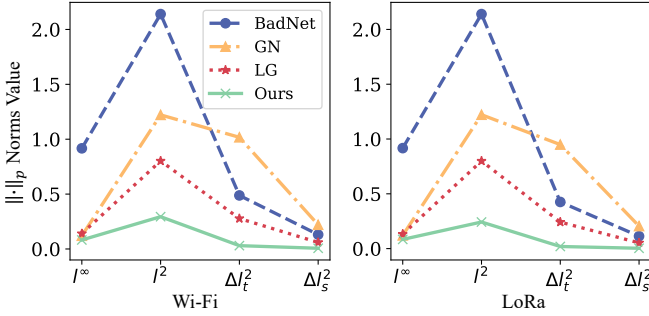 ‖·‖p Norms Value
2.0
1.5
1.0
0.5
0.0
BadNet
GN
LG
Ours
l∞
l²
Δl²ₜ
Δl²ₛ
Wi-Fi
2.0
1.5
1.0
0.5
0.0
l∞
l²
Δl²ₜ
Δl²ₛ
LoRa